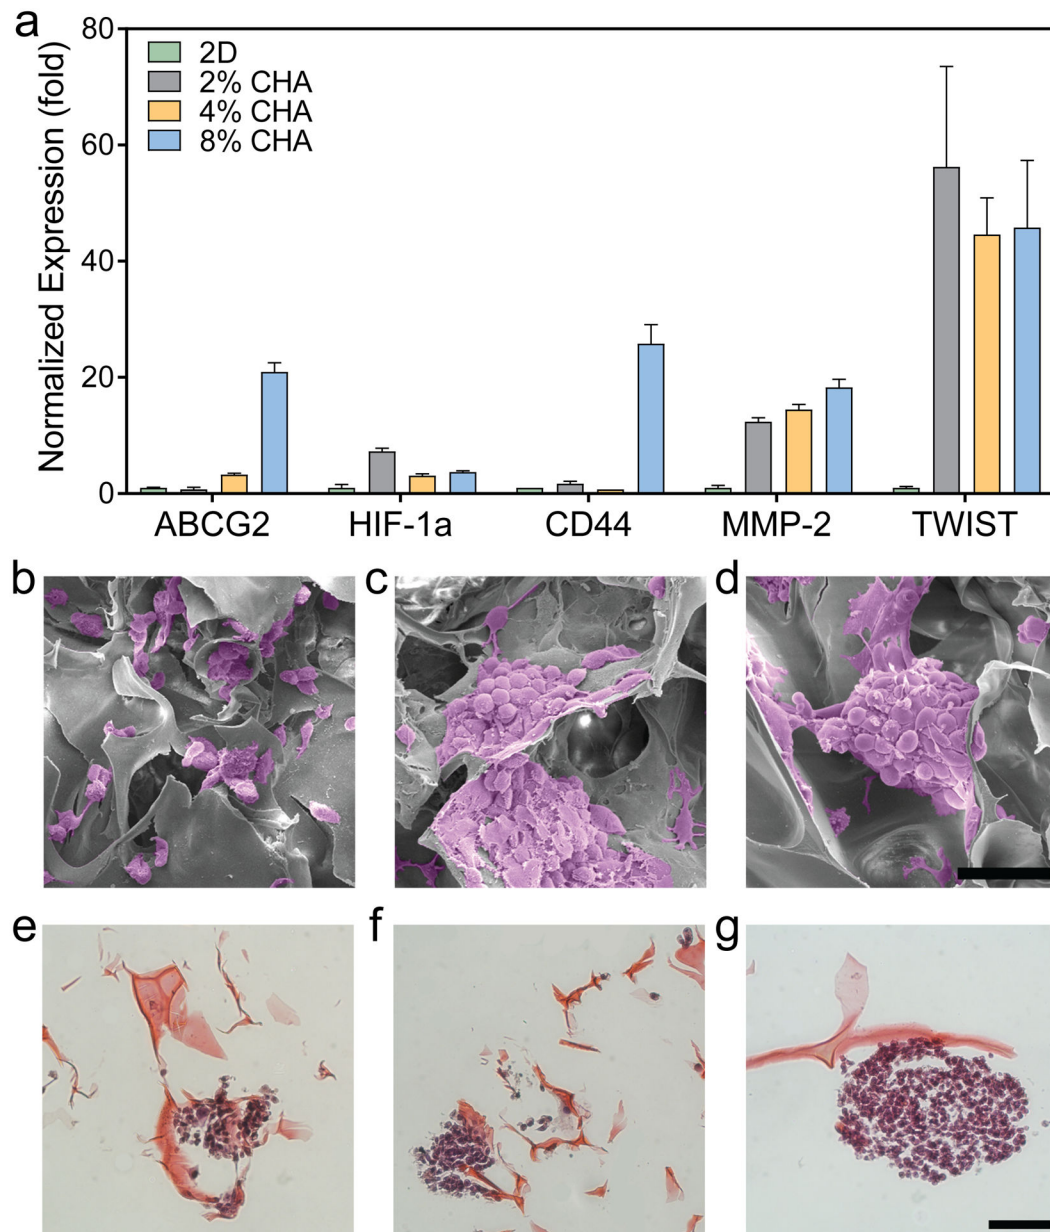 a
80
60
40
20
0
Normalized Expression (fold)
2D
2% CHA
4% CHA
8% CHA
ABCG2 HIF-1a CD44 MMP-2 TWIST
b c d
e f g